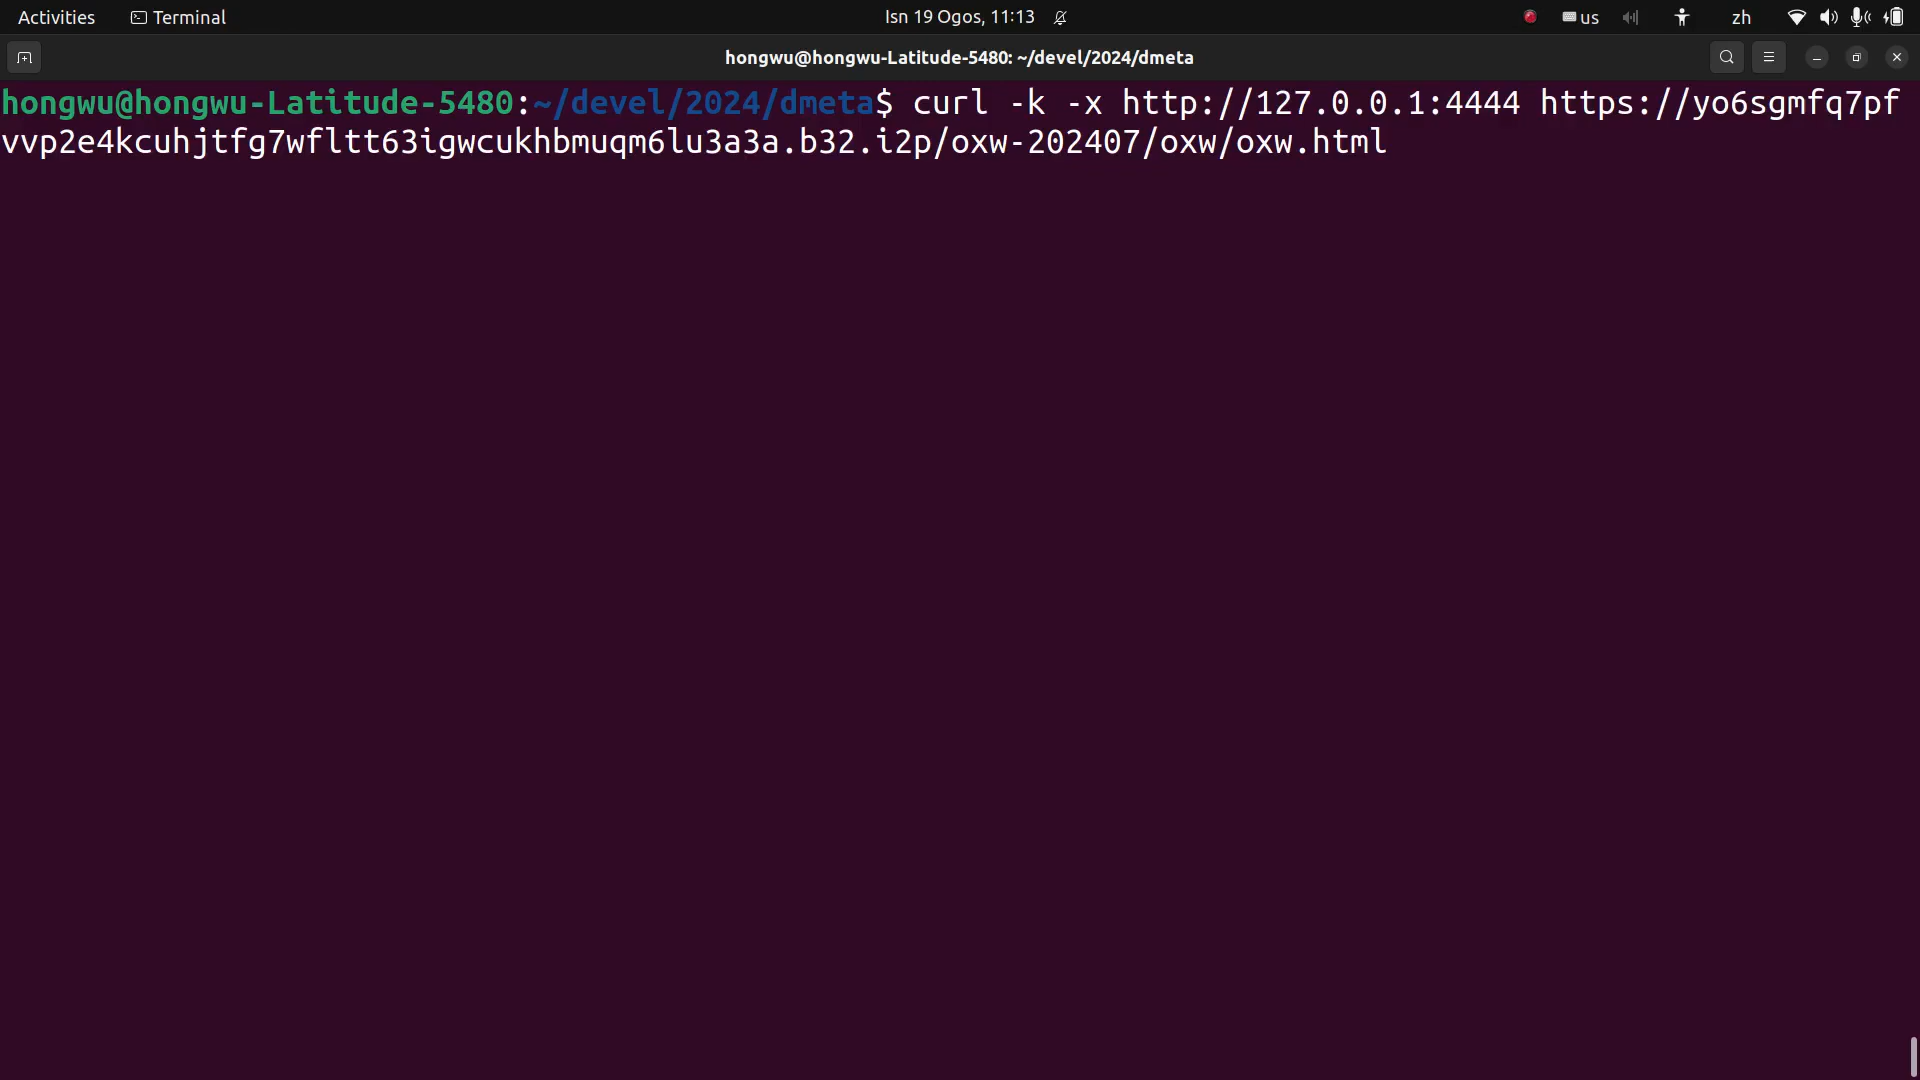 Activities Terminal Isn 19 Ogos, 11:13 us zh
hongwu@hongwu-Latitude-5480: ~/devel/2024/dmeta
hongwu@hongwu-Latitude-5480:~/devel/2024/dmeta$ curl -k -x http://127.0.0.1:4444 https://yo6sgmfq7pf
vvp2e4kcuhjtfg7wfltt63igwcukhbmuqm6lu3a3a.b32.i2p/oxw-202407/oxw/oxw.html